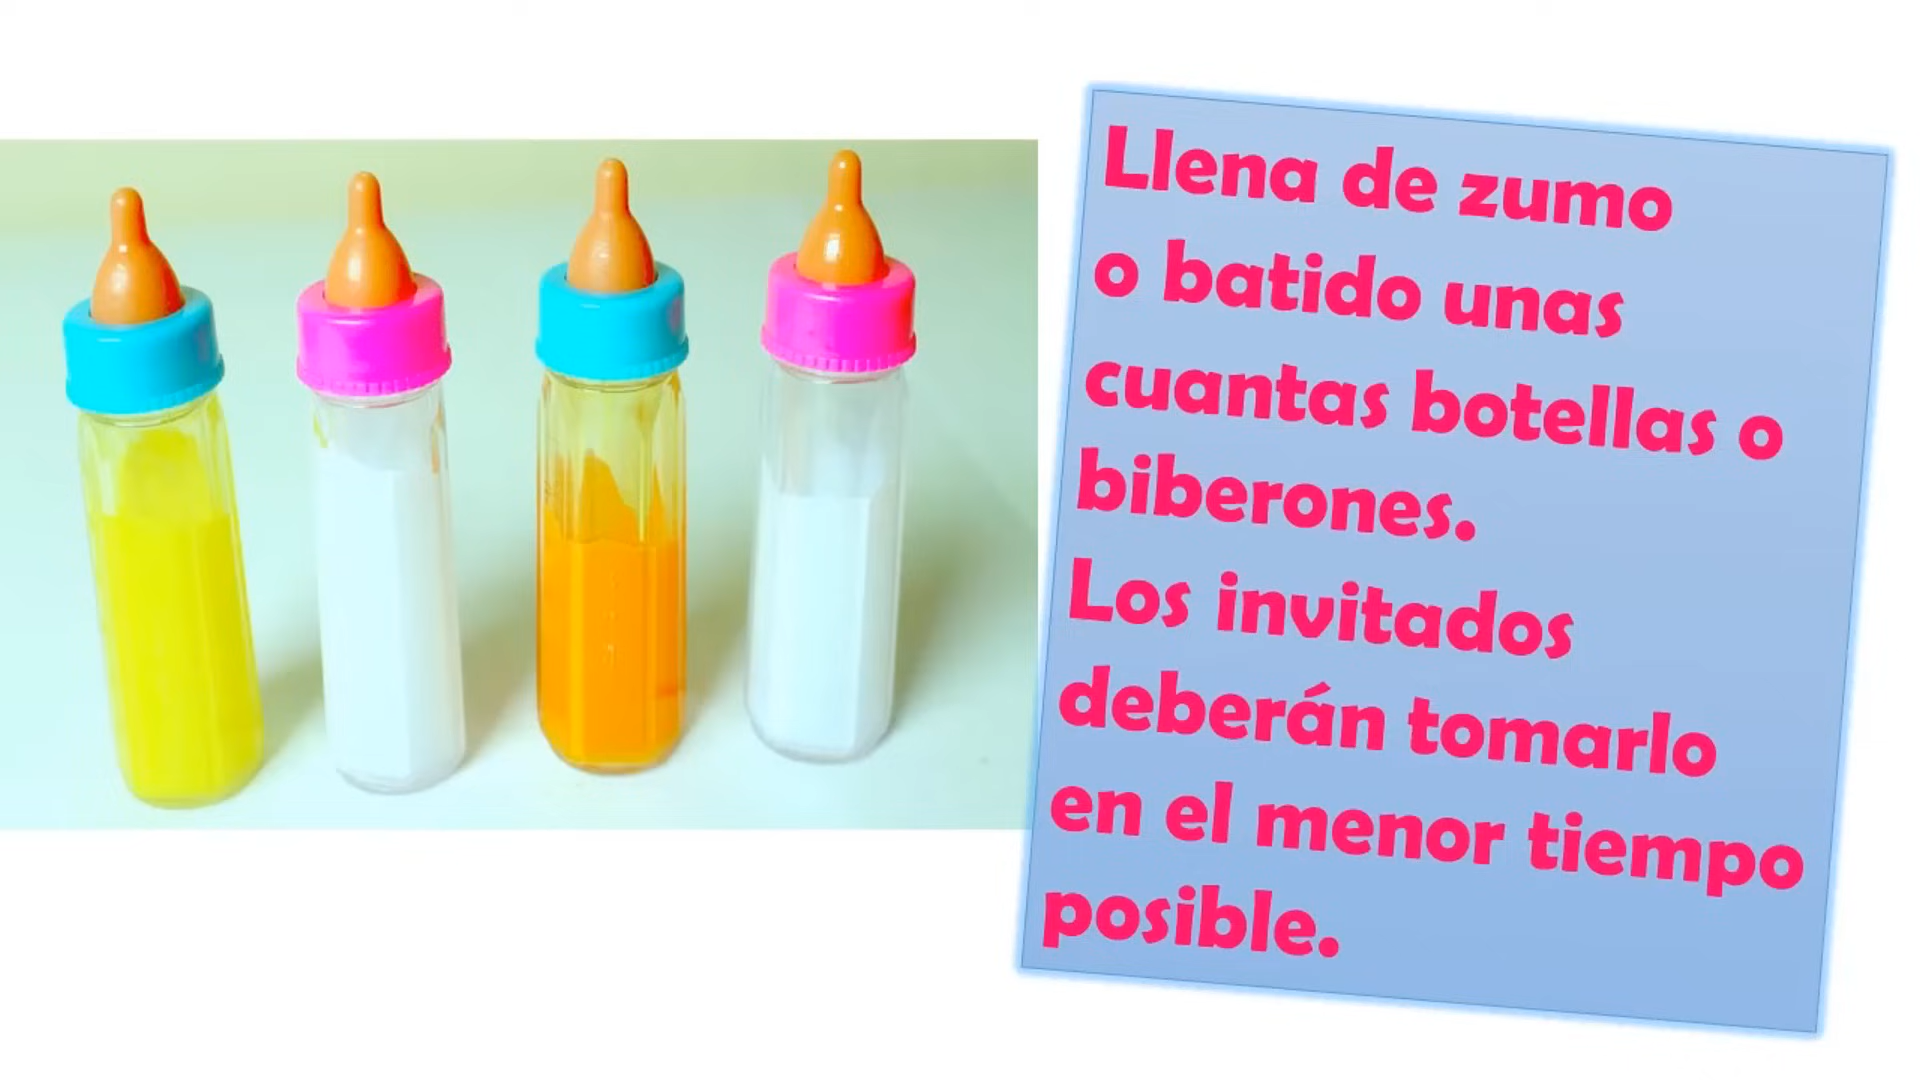 Llena de zumo
o batido unas
cuantas botellas o
biberones.
Los invitados
deberán tomarlo
en el menor tiempo
posible.